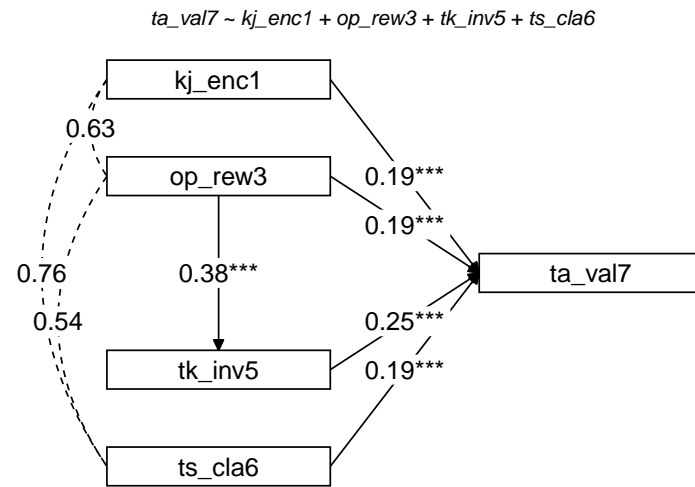 ta_val7 ~ kj_enc1 + op_rew3 + tk_inv5 + ts_cla6
kj_enc1
0.63
op_rew3
0.19***
0.19***
0.76
0.38***
ta_val7
0.54
0.25***
tk_inv5
0.19***
ts_cla6